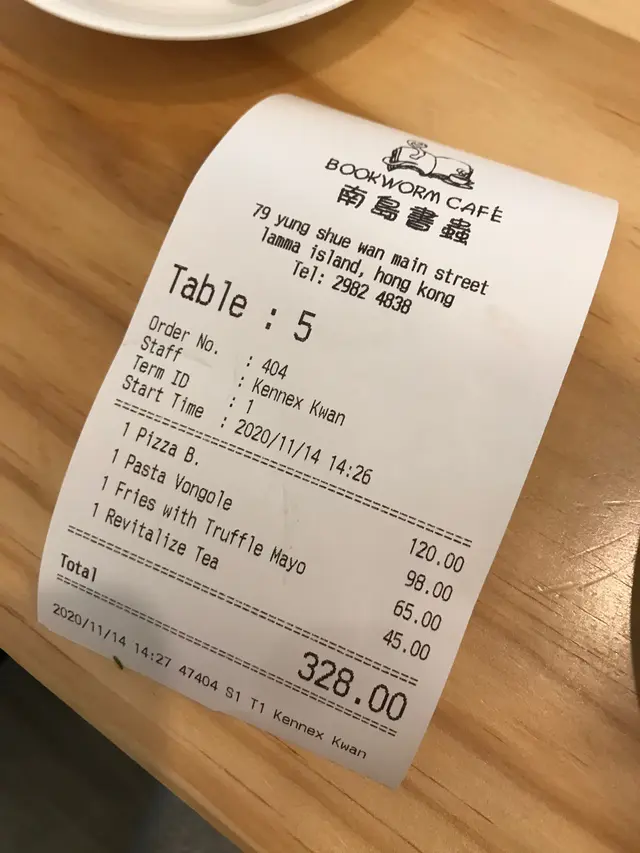 BOOKWORM CAFÉ
南島書蟲
79 yung shue wan main street
lamma island, hong kong
Tel: 2982 4838
Table : 5
Order No. : 404
Staff : Kennex Kwan
Term ID : 1
Start Time : 2020/11/14 14:26
1 Pizza B. 120.00
1 Pasta Vongole 98.00
1 Fries with Truffle Mayo 65.00
1 Revitalize Tea 45.00
Total 328.00
2020/11/14 14:27 47404 S1 T1 Kennex Kwan